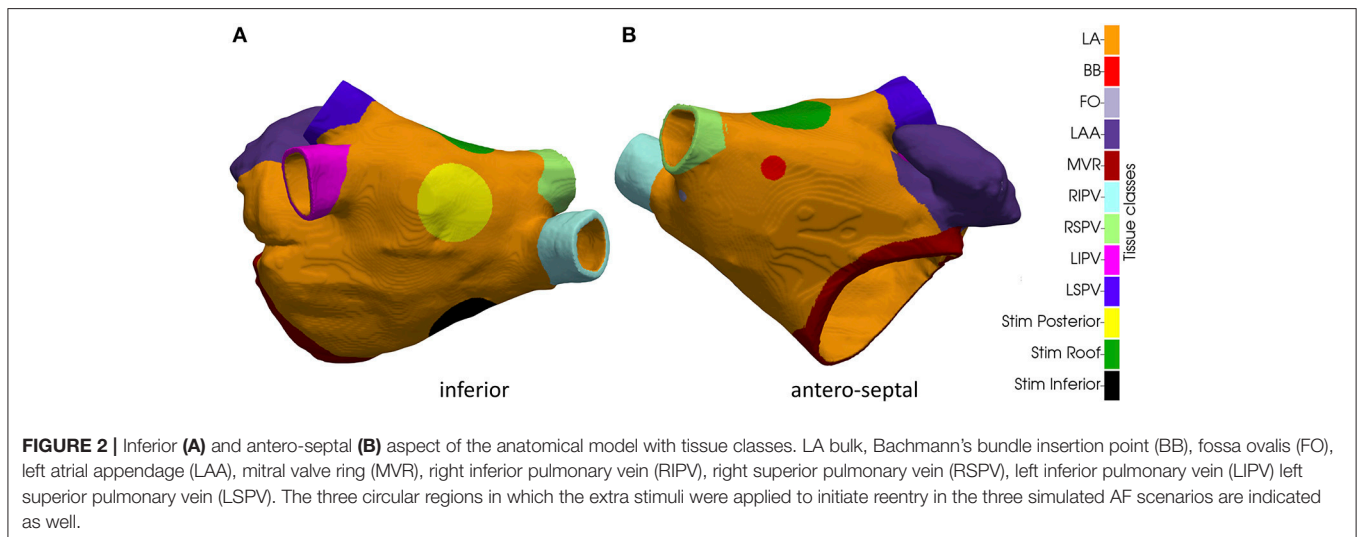 A
B
LA
BB
FO
LAA
MVR
RIPV
RSPV
LIPV
LSPV
Stim Posterior
Stim Roof
Stim Inferior
Tissue classes
inferior
antero-septal
FIGURE 2 | Inferior (A) and antero-septal (B) aspect of the anatomical model with tissue classes. LA bulk, Bachmann's bundle insertion point (BB), fossa ovalis (FO),
left atrial appendage (LAA), mitral valve ring (MVR), right inferior pulmonary vein (RIPV), right superior pulmonary vein (RSPV), left inferior pulmonary vein (LIPV) left
superior pulmonary vein (LSPV). The three circular regions in which the extra stimuli were applied to initiate reentry in the three simulated AF scenarios are indicated
as well.